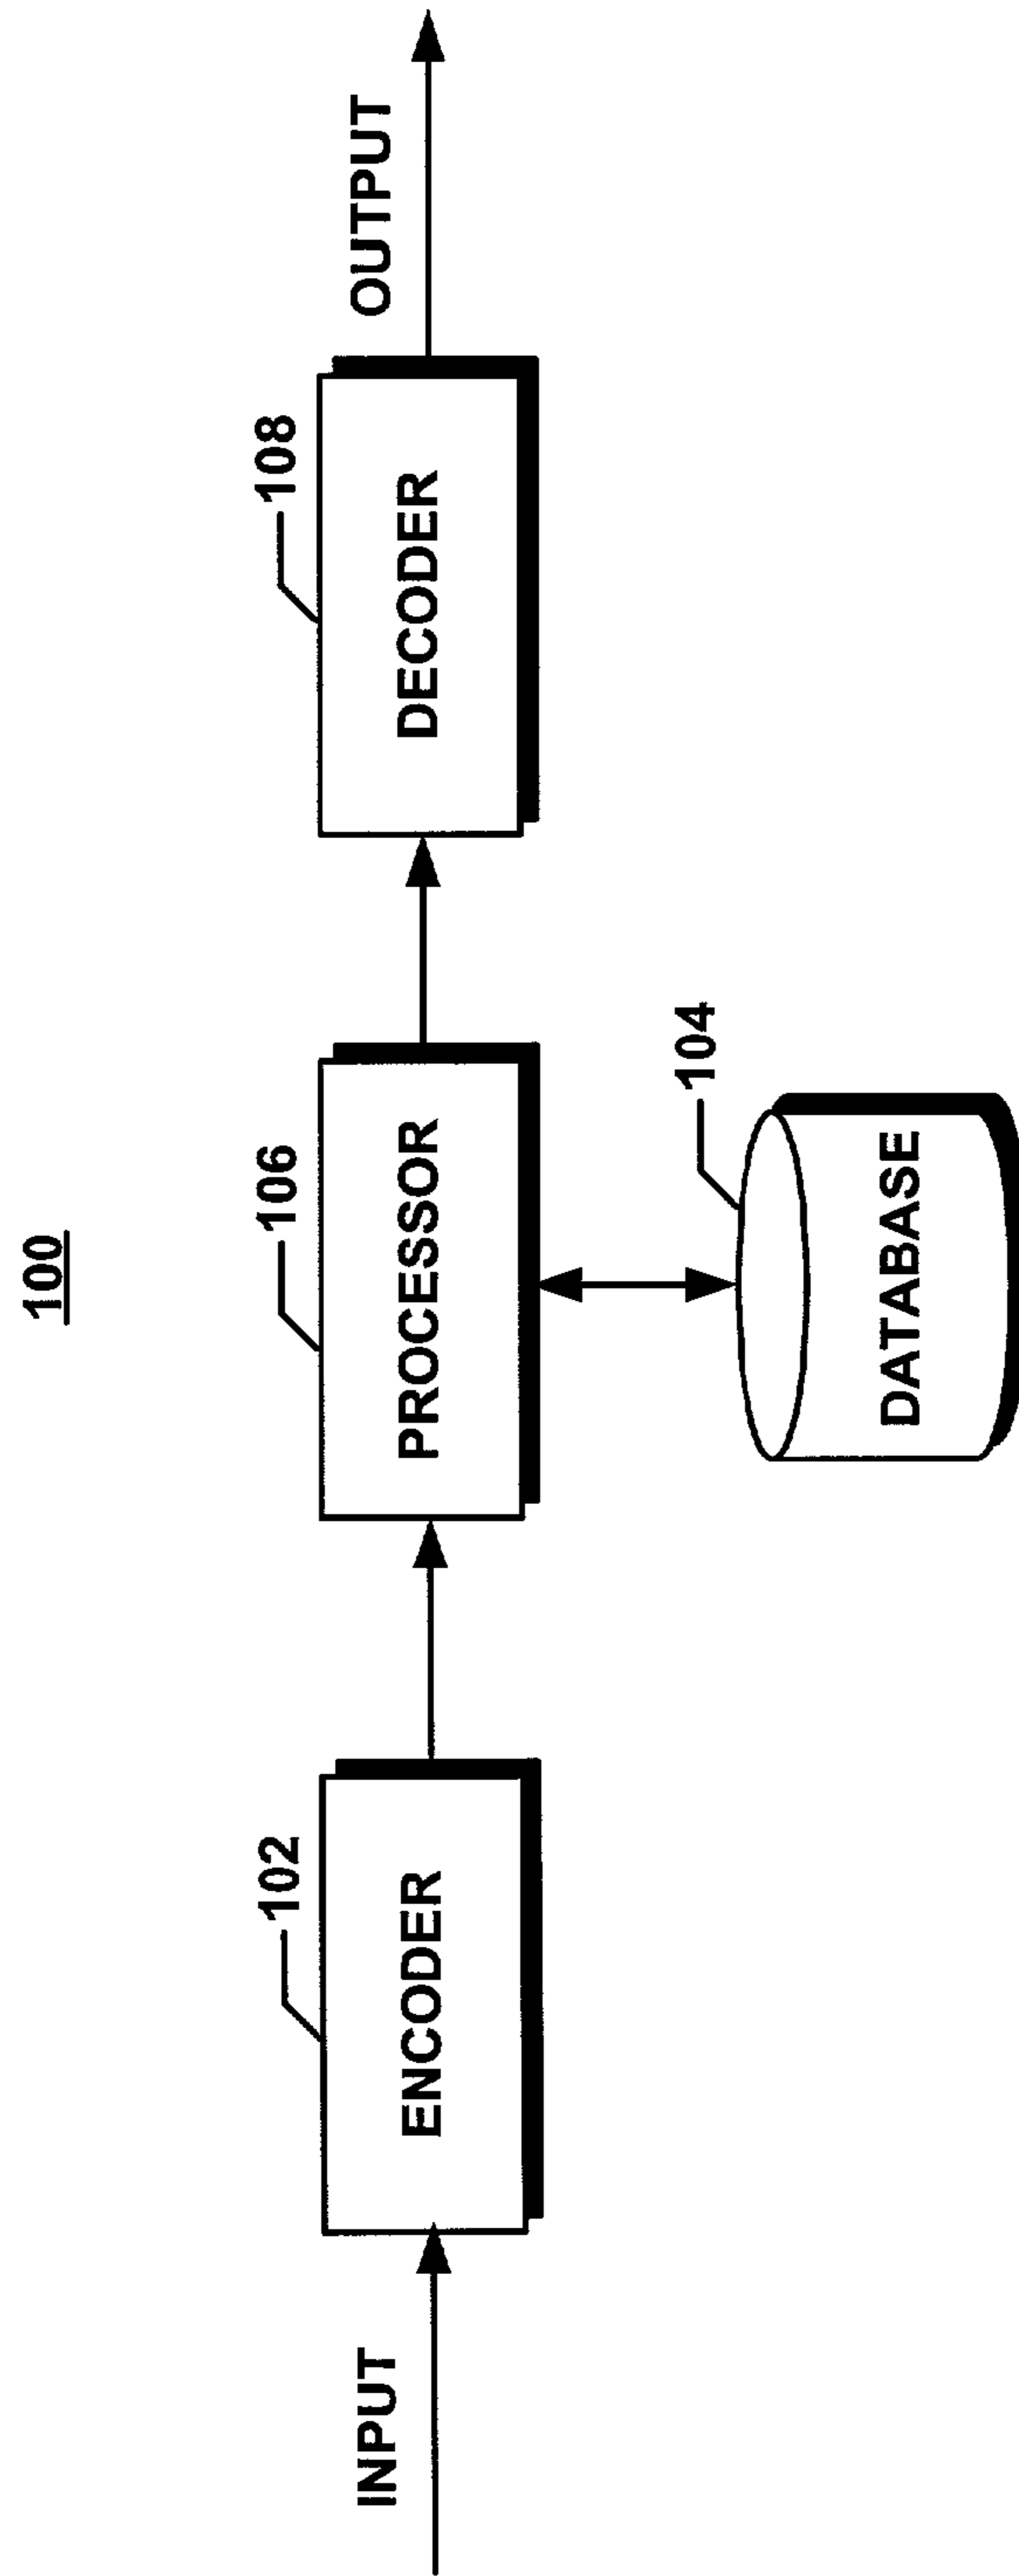 100
INPUT
102
ENCODER
106
PROCESSOR
104
DATABASE
108
DECODER
OUTPUT